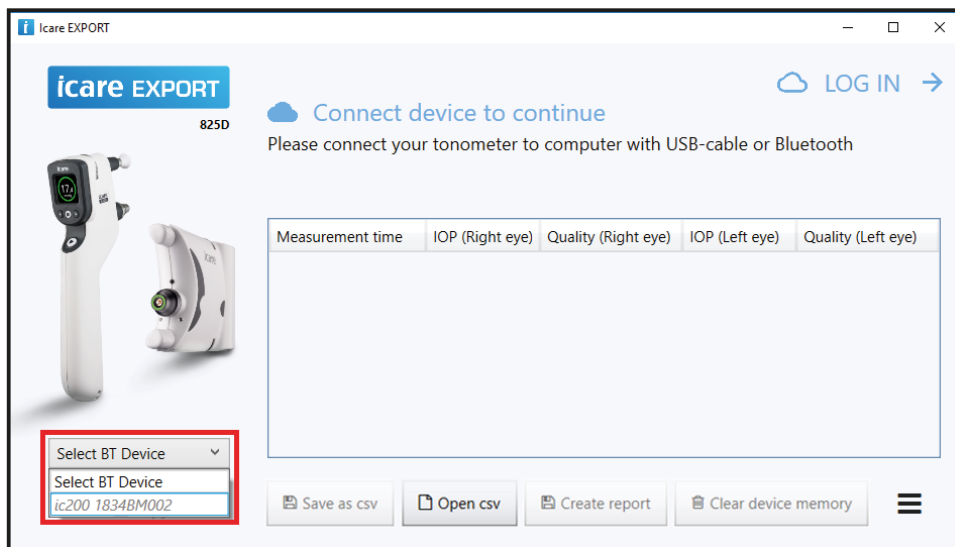 Icare EXPORT
icare EXPORT
825D
LOG IN
Connect device to continue
Please connect your tonometer to computer with USB-cable or Bluetooth
Measurement time IOP (Right eye) Quality (Right eye) IOP (Left eye) Quality (Left eye)
Select BT Device
Select BT Device
ic200 1834BM002
Save as csv Open csv Create report Clear device memory